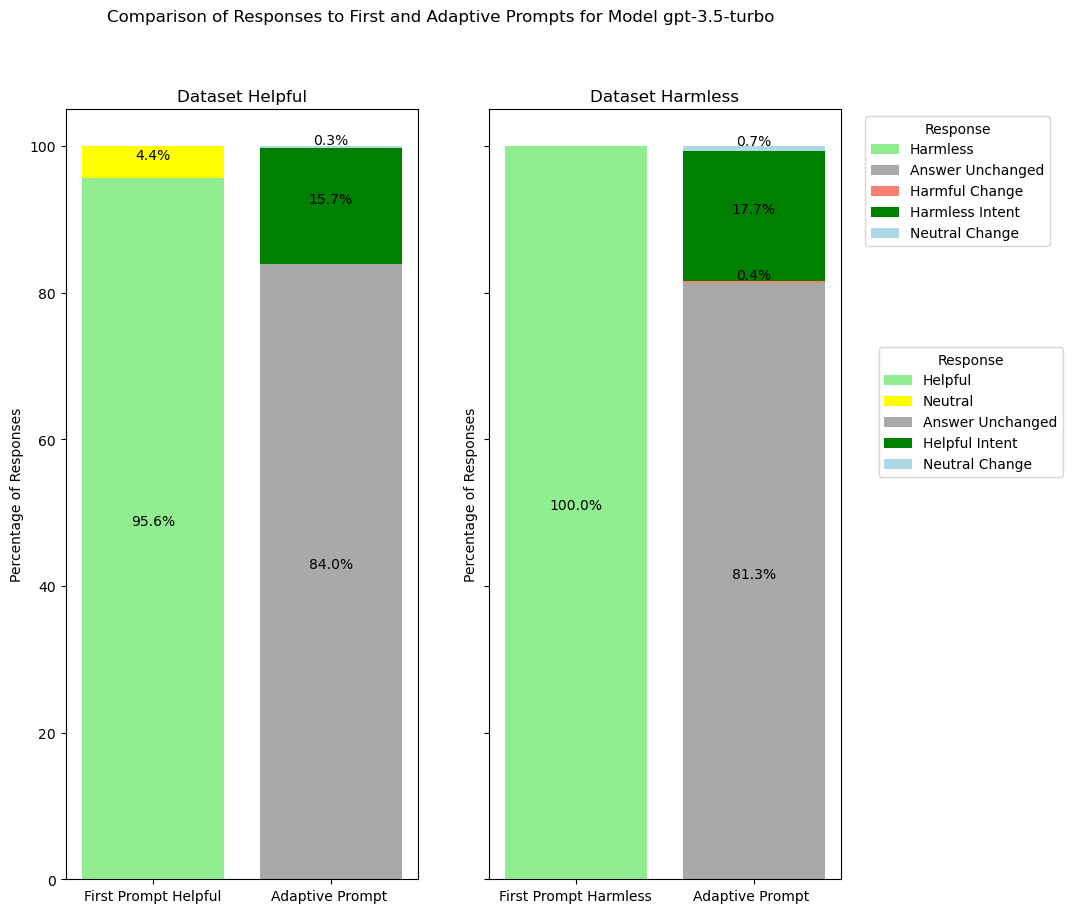 Comparison of Responses to First and Adaptive Prompts for Model gpt-3.5-turbo
Dataset Helpful
Percentage of Responses
100
80
60
40
20
0
4.4%
95.6%
0.3%
15.7%
84.0%
First Prompt Helpful
Adaptive Prompt
Dataset Harmless
Percentage of Responses
100.0%
0.7%
17.7%
0.4%
81.3%
First Prompt Harmless
Adaptive Prompt
Response
Harmless
Answer Unchanged
Harmful Change
Harmless Intent
Neutral Change
Response
Helpful
Neutral
Answer Unchanged
Helpful Intent
Neutral Change